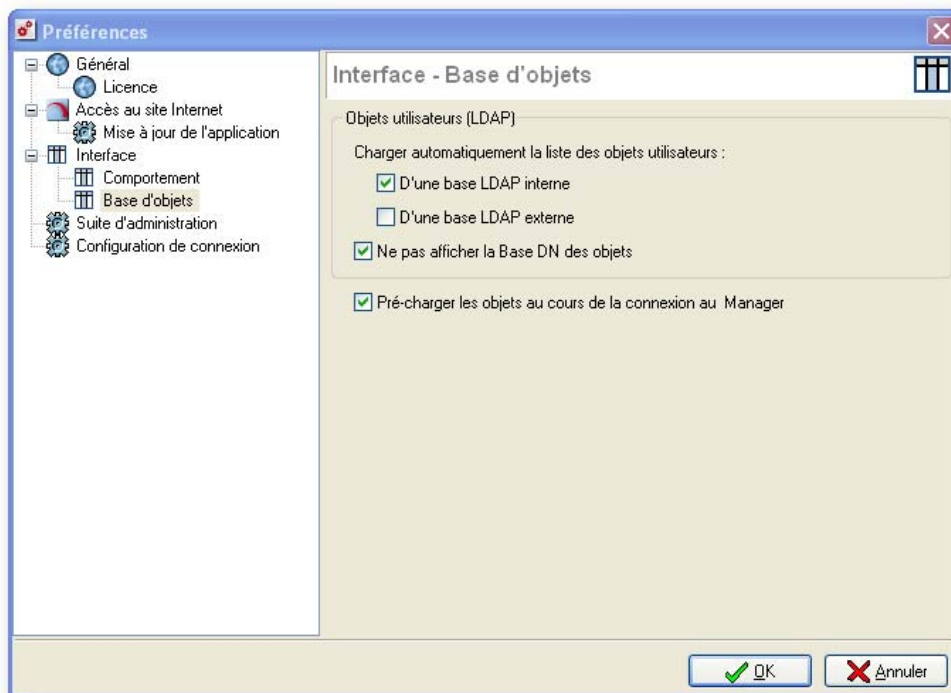 Préférences
Général
Licence
Accès au site Internet
Mise à jour de l'application
Interface
Comportement
Base d'objets
Suite d'administration
Configuration de connexion
Interface - Base d'objets
Objets utilisateurs (LDAP)
Charger automatiquement la liste des objets utilisateurs :
D'une base LDAP interne
D'une base LDAP externe
Ne pas afficher la Base DN des objets
Pré-charger les objets au cours de la connexion au Manager
OK
Annuler